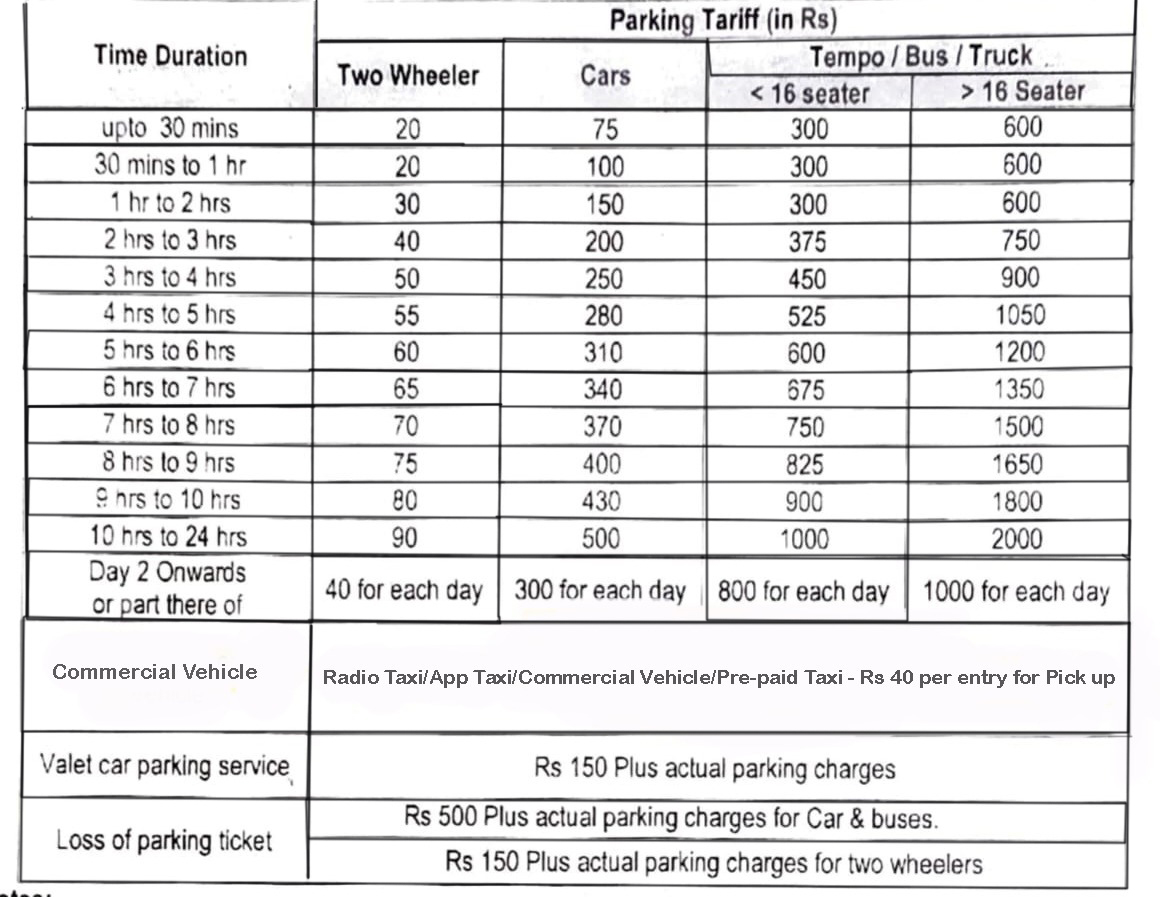 Parking Tariff (in Rs)
Time Duration Two Wheeler Cars Tempo / Bus / Truck
< 16 seater > 16 Seater
upto 30 mins 20 75 300 600
30 mins to 1 hr 20 100 300 600
1 hr to 2 hrs 30 150 300 600
2 hrs to 3 hrs 40 200 375 750
3 hrs to 4 hrs 50 250 450 900
4 hrs to 5 hrs 55 280 525 1050
5 hrs to 6 hrs 60 310 600 1200
6 hrs to 7 hrs 65 340 675 1350
7 hrs to 8 hrs 70 370 750 1500
8 hrs to 9 hrs 75 400 825 1650
9 hrs to 10 hrs 80 430 900 1800
10 hrs to 24 hrs 90 500 1000 2000
Day 2 Onwards
or part there of 40 for each day 300 for each day 800 for each day 1000 for each day
Commercial Vehicle Radio Taxi/App Taxi/Commercial Vehicle/Pre-paid Taxi - Rs 40 per entry for Pick up
Valet car parking service Rs 150 Plus actual parking charges
Loss of parking ticket Rs 500 Plus actual parking charges for Car & buses.
Rs 150 Plus actual parking charges for two wheelers